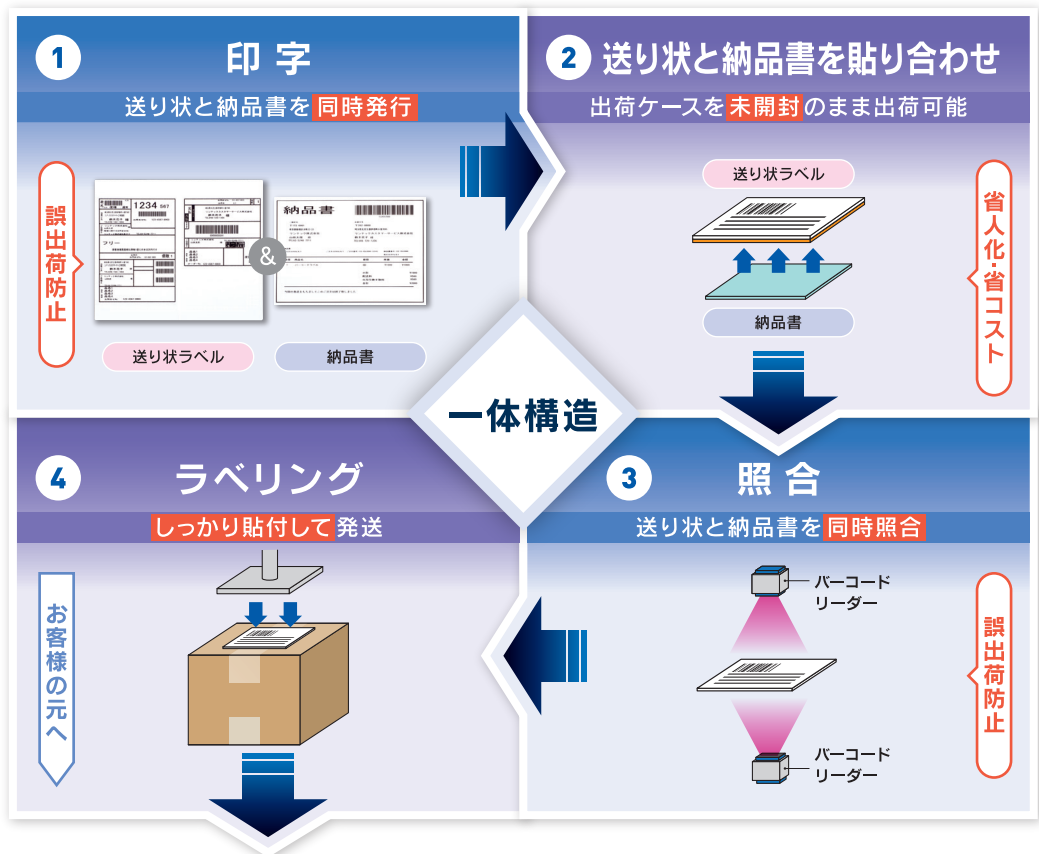 1
印字
送り状と納品書を同時発行
誤出荷防止
1234 567
フリー
&
納品書
送り状ラベル
納品書
2
送り状と納品書を貼り合わせ
出荷ケースを未開封のまま出荷可能
送り状ラベル
納品書
省人化・省コスト
一体構造
3
照合
送り状と納品書を同時照合
バーコード
リーダー
バーコード
リーダー
誤出荷防止
4
ラベリング
しっかり貼付して発送
お客様の元へ